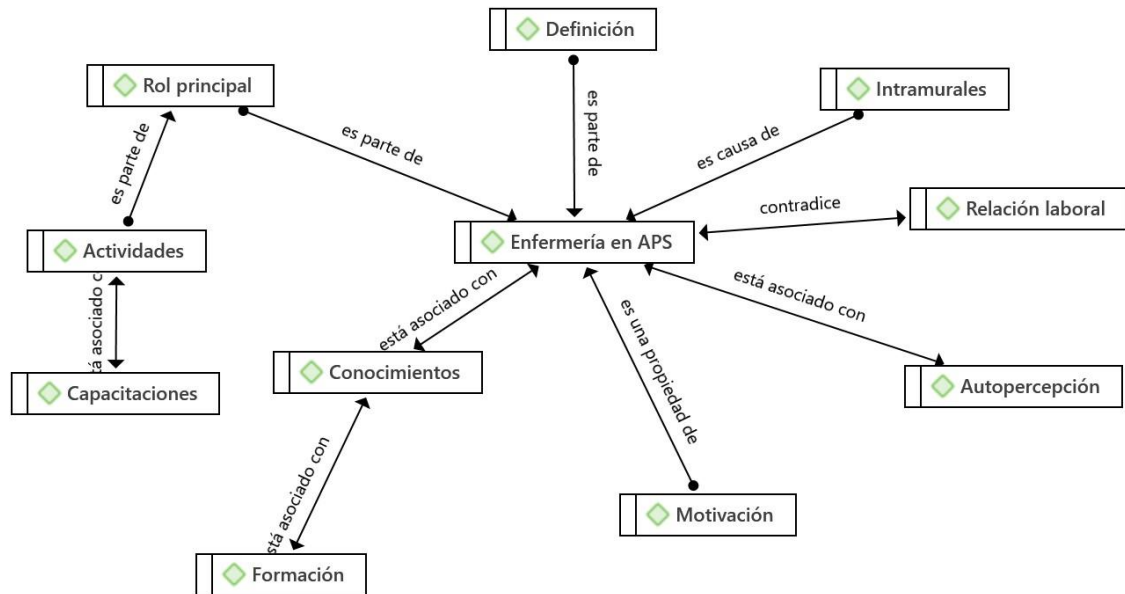 Definición
Rol principal
Intramurales
es parte de
es parte de
es parte de
es causa de
contradice
Relación laboral
Enfermería en APS
Actividades
está asociado con
está asociado con
está asociado c
Conocimientos
es una propiedad de
Capacitaciones
Autopercepción
stá asociado con
Motivación
Formación